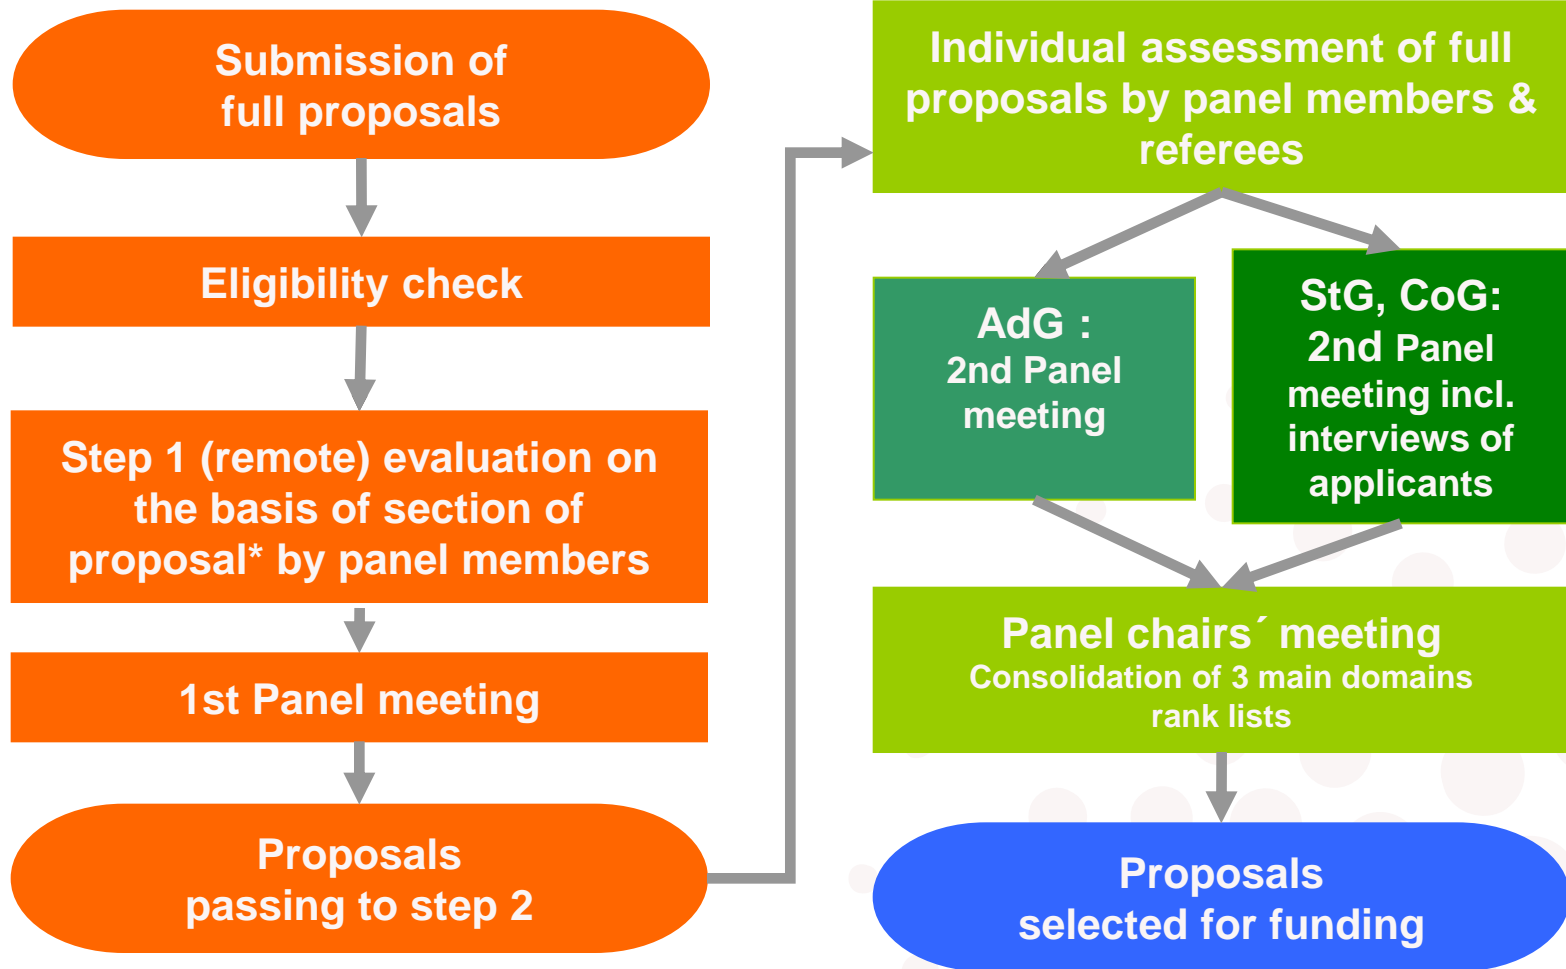 Submission of
full proposals
Eligibility check
Step 1 (remote) evaluation on
the basis of section of
proposal* by panel members
1st Panel meeting
Proposals
passing to step 2
Individual assessment of full
proposals by panel members &
referees
AdG :
2nd Panel
meeting
StG, CoG:
2nd Panel
meeting incl.
interviews of
applicants
Panel chairs´ meeting
Consolidation of 3 main domains
rank lists
Proposals
selected for funding